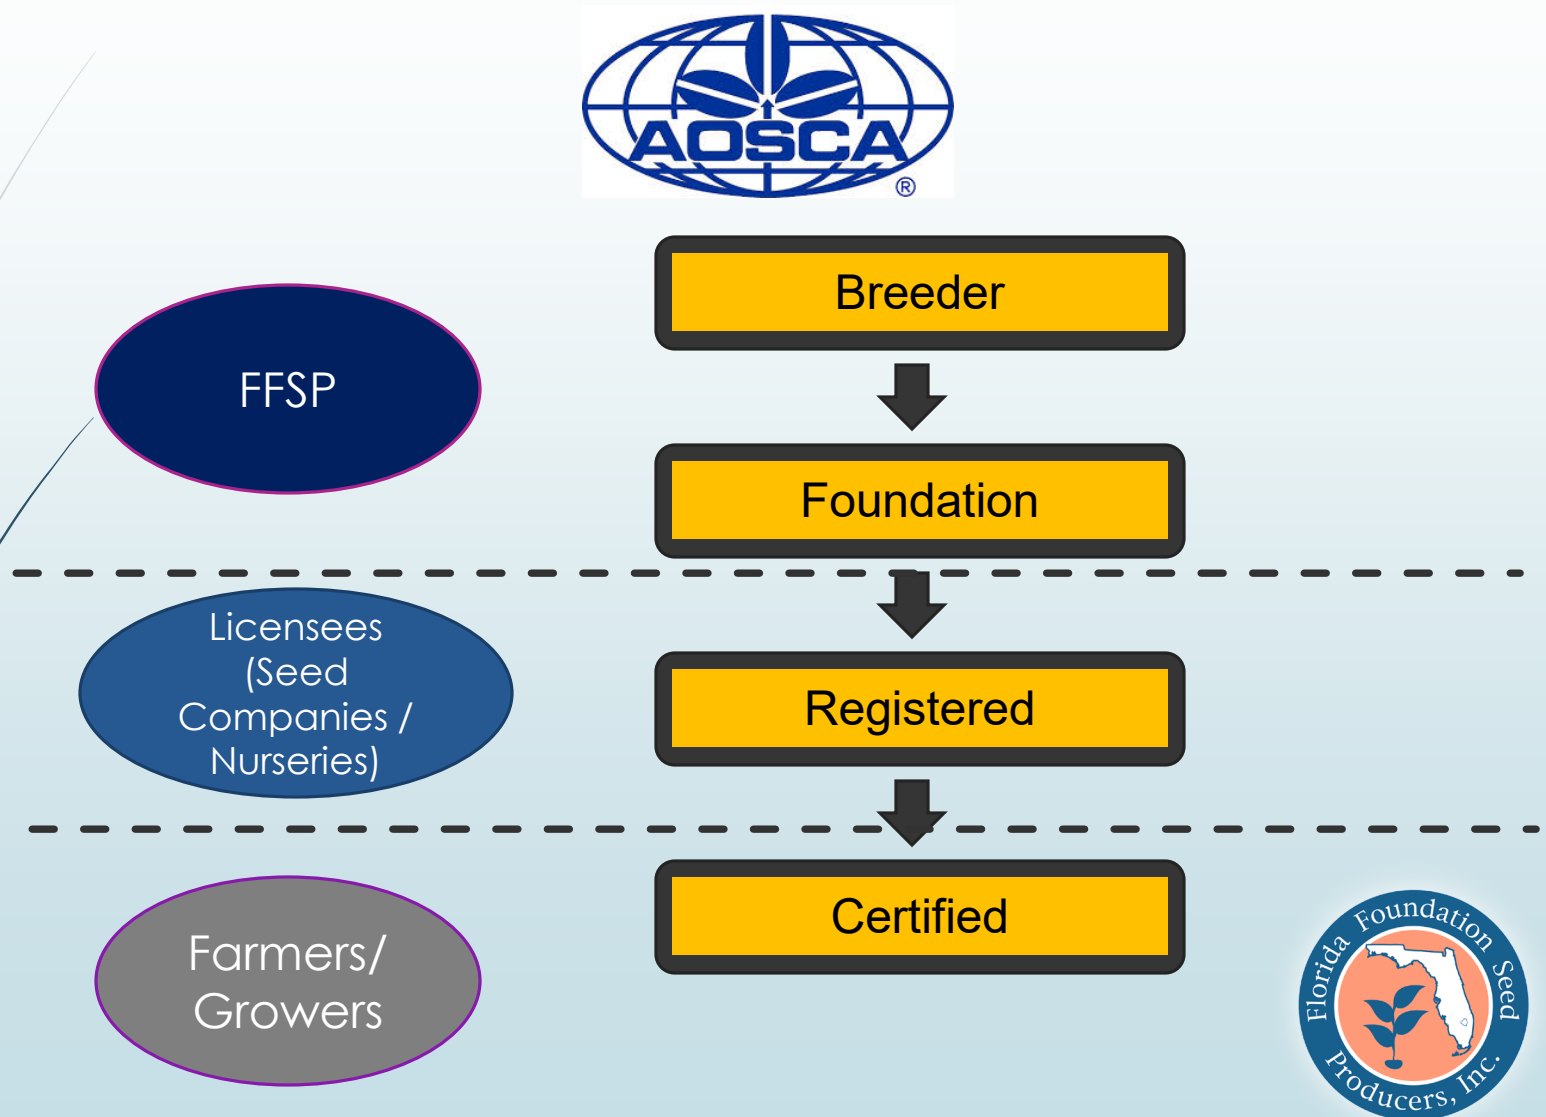 AOSCA
®
Breeder
FFSP
Foundation
Licensees
(Seed
Companies /
Nurseries)
Registered
Certified
Farmers/
Growers
Florida Foundation Seed
Producers, Inc.